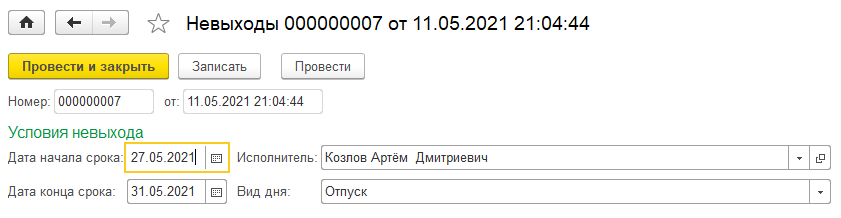 Невыходы 000000007 от 11.05.2021 21:04:44
Провести и закрыть Записать Провести
Номер: 000000007 от: 11.05.2021 21:04:44
Условия невыхода
Дата начала срока: 27.05.2021 Исполнитель: Козлов Артём Дмитриевич
Дата конца срока: 31.05.2021 Вид дня: Отпуск